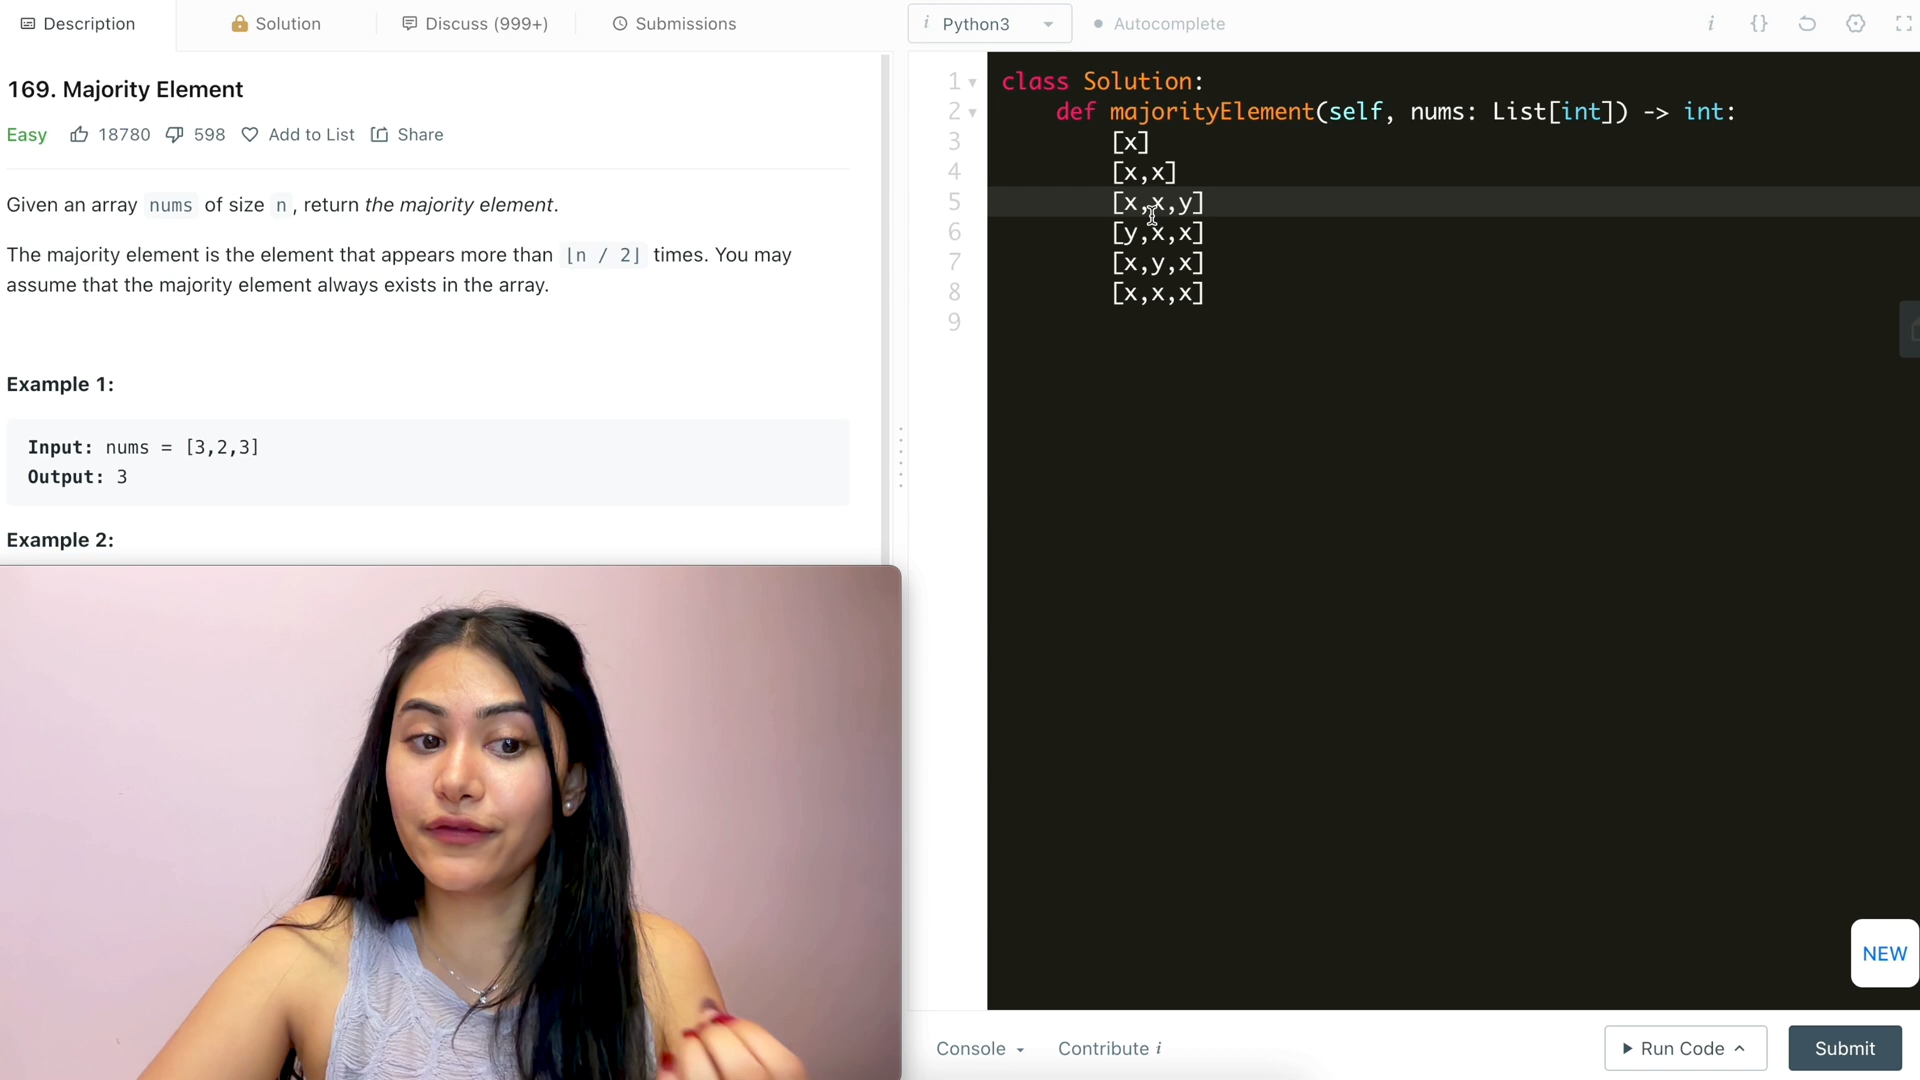 Description
Solution
Discuss (999+)
Submissions
i Python3
Autocomplete
i {}
169. Majority Element
Easy 18780 598 Add to List Share
Given an array nums of size n, return the majority element.
The majority element is the element that appears more than ⌊n / 2⌋ times. You may
assume that the majority element always exists in the array.
Example 1:
Input: nums = [3,2,3]
Output: 3
Example 2:
1 class Solution:
2 def majorityElement(self, nums: List[int]) -> int:
3 [x]
4 [x,x]
5 [x,x,y]
6 [y,x,x]
7 [x,y,x]
8 [x,x,x]
9
NEW
Console
Contribute i
Run Code
Submit